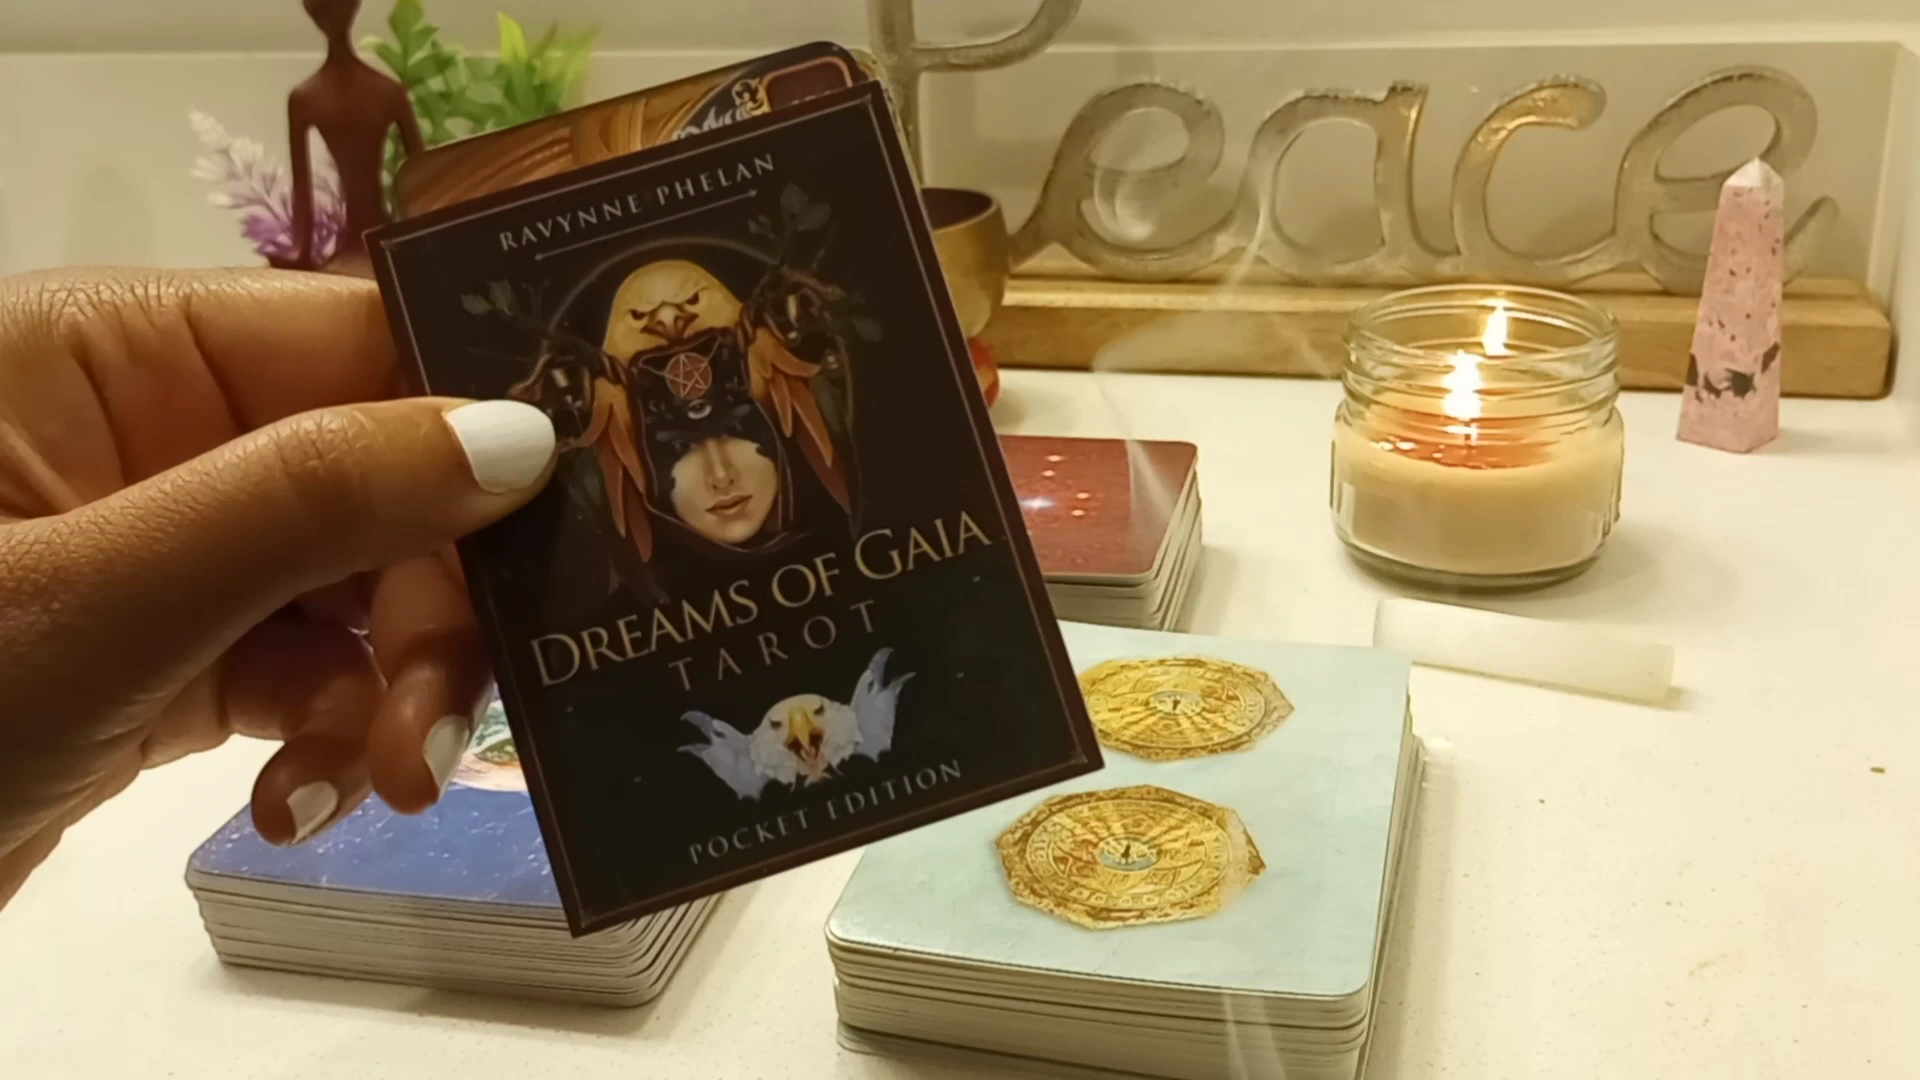 RAVYNNE PHELAN
DREAMS OF GAIA
TAROT
POCKET EDITION
Peace